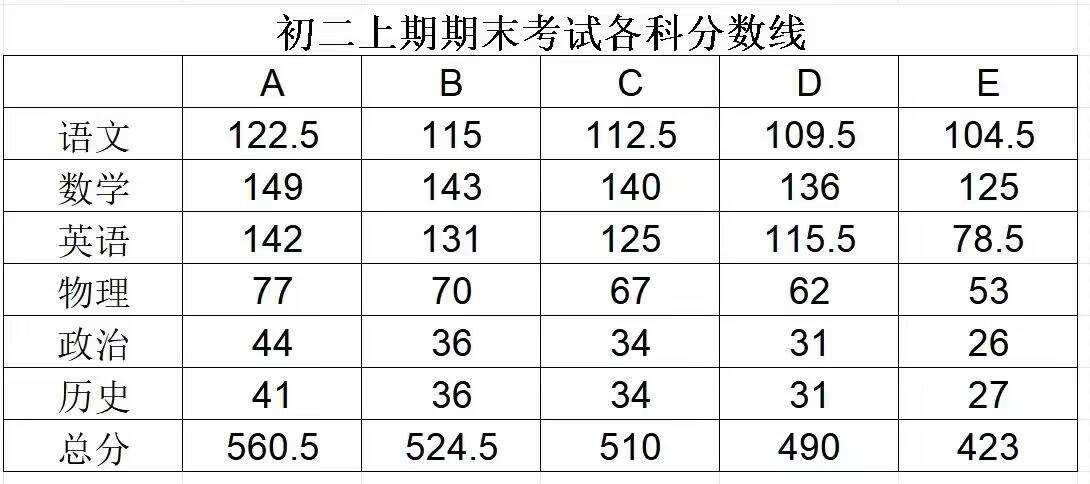 初二上期期末考试各科分数线
A B C D E
语文 122.5 115 112.5 109.5 104.5
数学 149 143 140 136 125
英语 142 131 125 115.5 78.5
物理 77 70 67 62 53
政治 44 36 34 31 26
历史 41 36 34 31 27
总分 560.5 524.5 510 490 423